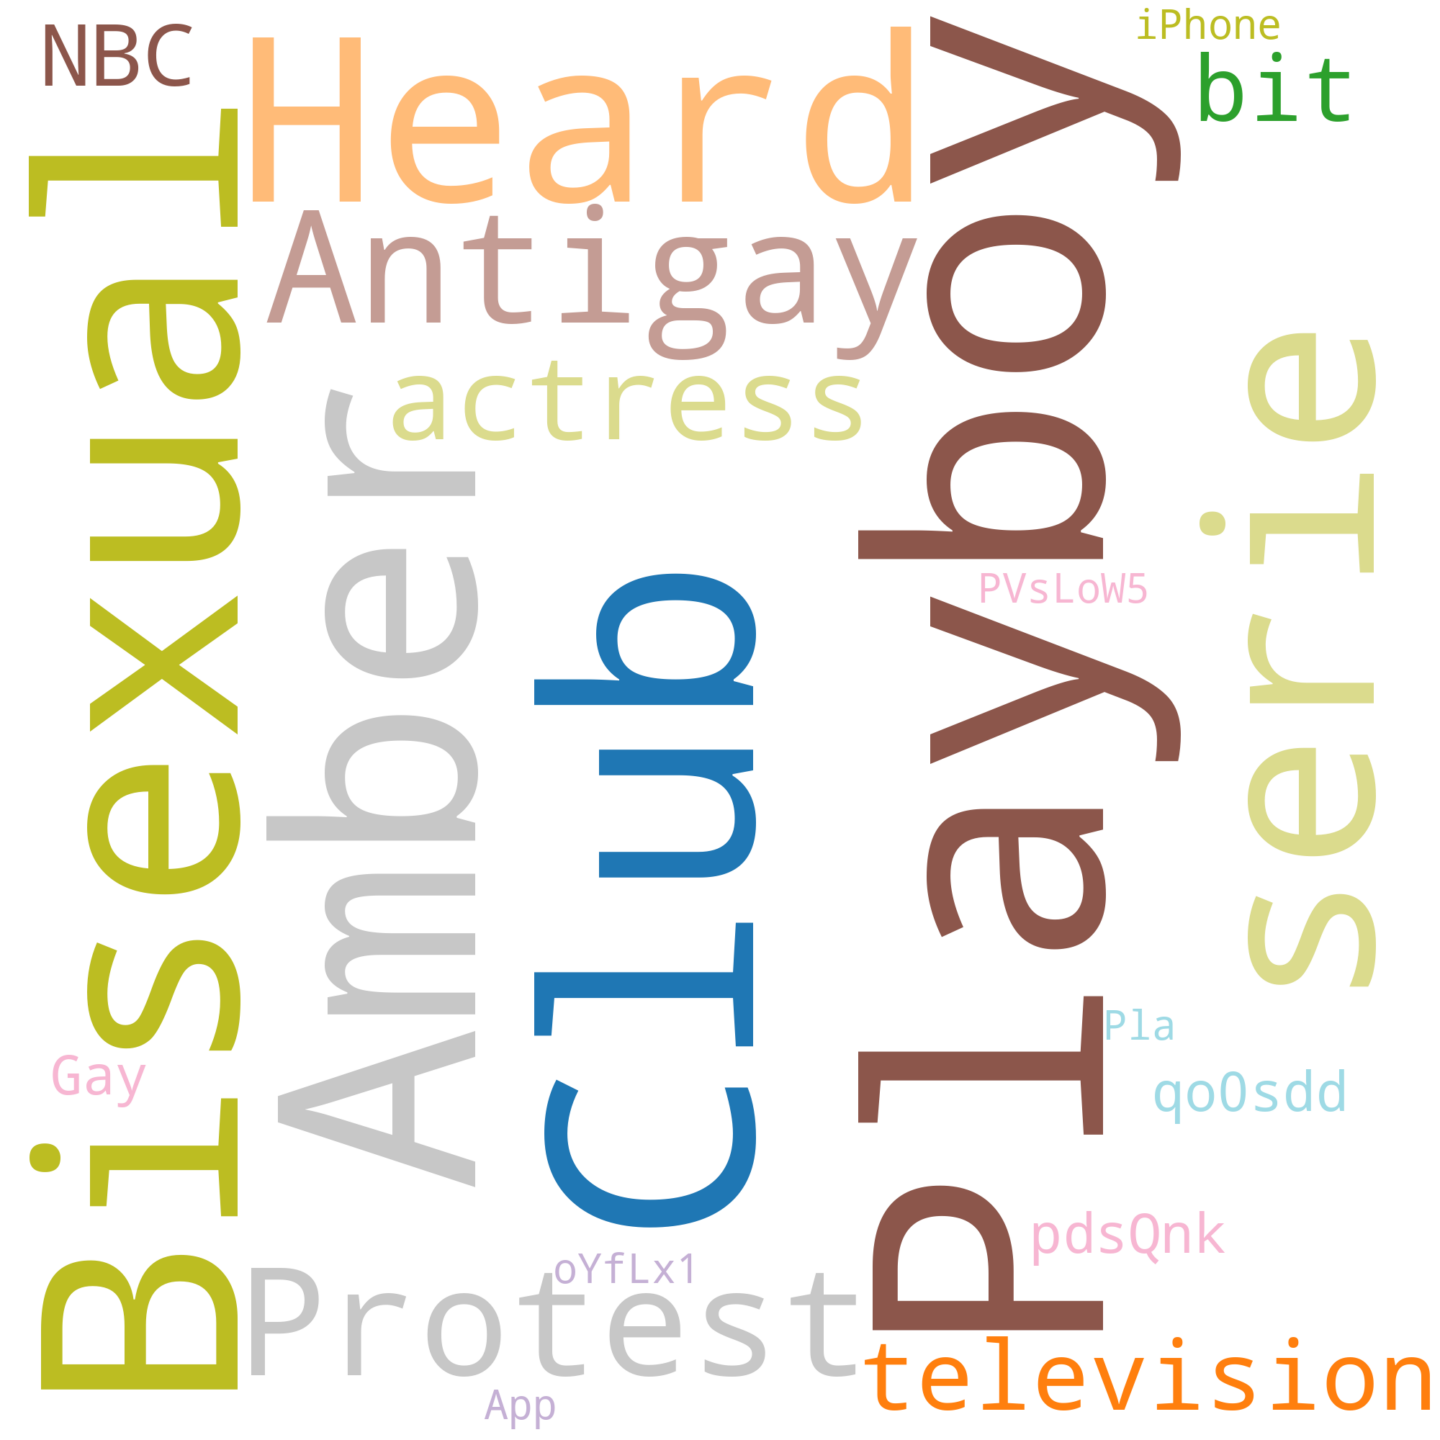 NBC
Heard
iPhone
bit
Bisexual
Antigay
actress
Amber
Club
Playboy
serie
PVsLoW5
Pla
Gay
qo0sdd
pdsQnk
oYfLx1
Protest
television
App